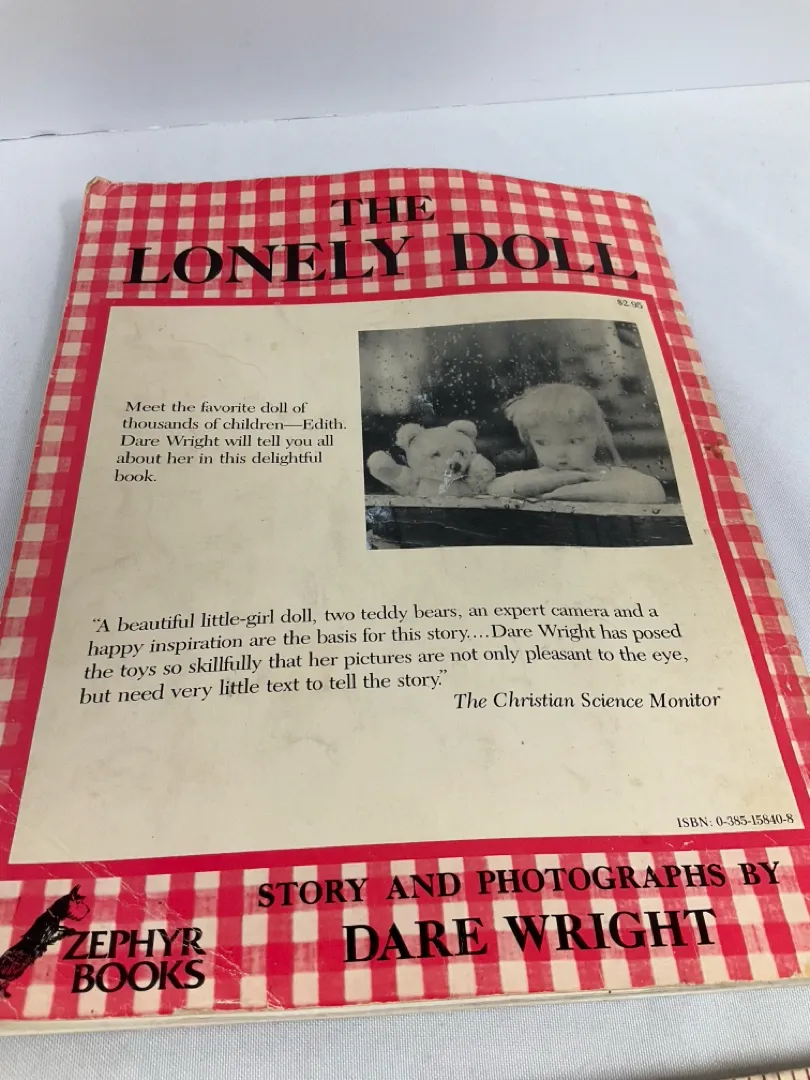 THE
LONELY DOLL
$2.95
Meet the favorite doll of
thousands of children—Edith.
Dare Wright will tell you all
about her in this delightful
book.
"A beautiful little-girl doll, two teddy bears, an expert camera and a
happy inspiration are the basis for this story....Dare Wright has posed
the toys so skillfully that her pictures are not only pleasant to the eye,
but need very little text to tell the story."
The Christian Science Monitor
ISBN: 0-385-15840-8
STORY AND PHOTOGRAPHS BY
DARE WRIGHT
ZEPHYR
BOOKS